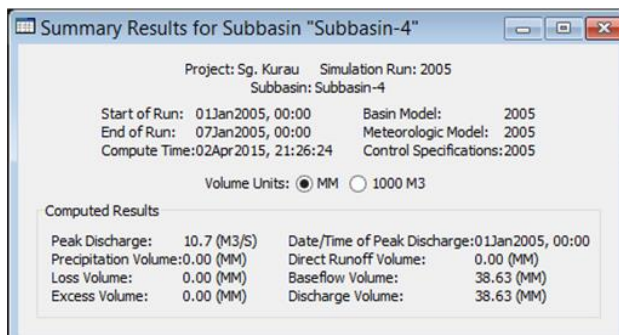 Summary Results for Subbasin "Subbasin-4"
Project: Sg. Kurau Simulation Run: 2005
Subbasin: Subbasin-4
Start of Run: 01Jan2005, 00:00 Basin Model: 2005
End of Run: 07Jan2005, 00:00 Meteorologic Model: 2005
Compute Time:02Apr2015, 21:26:24 Control Specifications:2005
Volume Units: MM 1000 M3
Computed Results
Peak Discharge: 10.7 (M3/S) Date/Time of Peak Discharge:01Jan2005, 00:00
Precipitation Volume:0.00 (MM) Direct Runoff Volume: 0.00 (MM)
Loss Volume: 0.00 (MM) Baseflow Volume: 38.63 (MM)
Excess Volume: 0.00 (MM) Discharge Volume: 38.63 (MM)